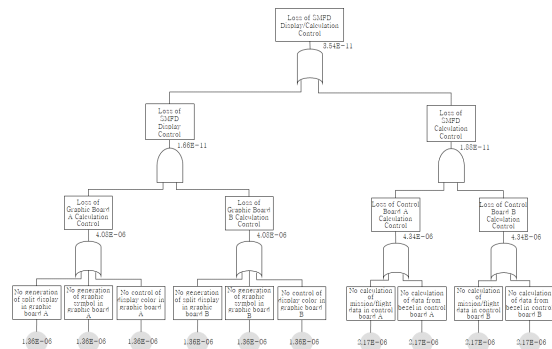 Loss of SMFD
Display/Calculation
Control
3.54E-11
Loss of
SMFD
Display
Control
1.66E-11
Loss of
SMFD
Calculation
Control
1.88E-11
Loss of
Graphic Board
A Calculation
Control
4.08E-06
Loss of
Graphic Board
B Calculation
Control
4.08E-06
Loss of Control
Board A
Calculation
Control
4.34E-06
Loss of Control
Board B
Calculation
Control
4.34E-06
No generation
of split display
in graphic
board A
No generation
of graphic
symbol in
graphic board
A
No control of
display color in
graphic board
A
No generation
of split display
in graphic
board B
No generation
of graphic
symbol in
graphic board
B
No control of
display color in
graphic board
B
No calculation
of
mission/flight
data in control
board A
No calculation
of data from
bezel in control
board A
No calculation
of
mission/flight
data in control
board B
No calculation
of data from
bezel in control
board B
1.36E-06
1.36E-06
1.36E-06
1.36E-06
1.36E-06
1.36E-06
2.17E-06
2.17E-06
2.17E-06
2.17E-06